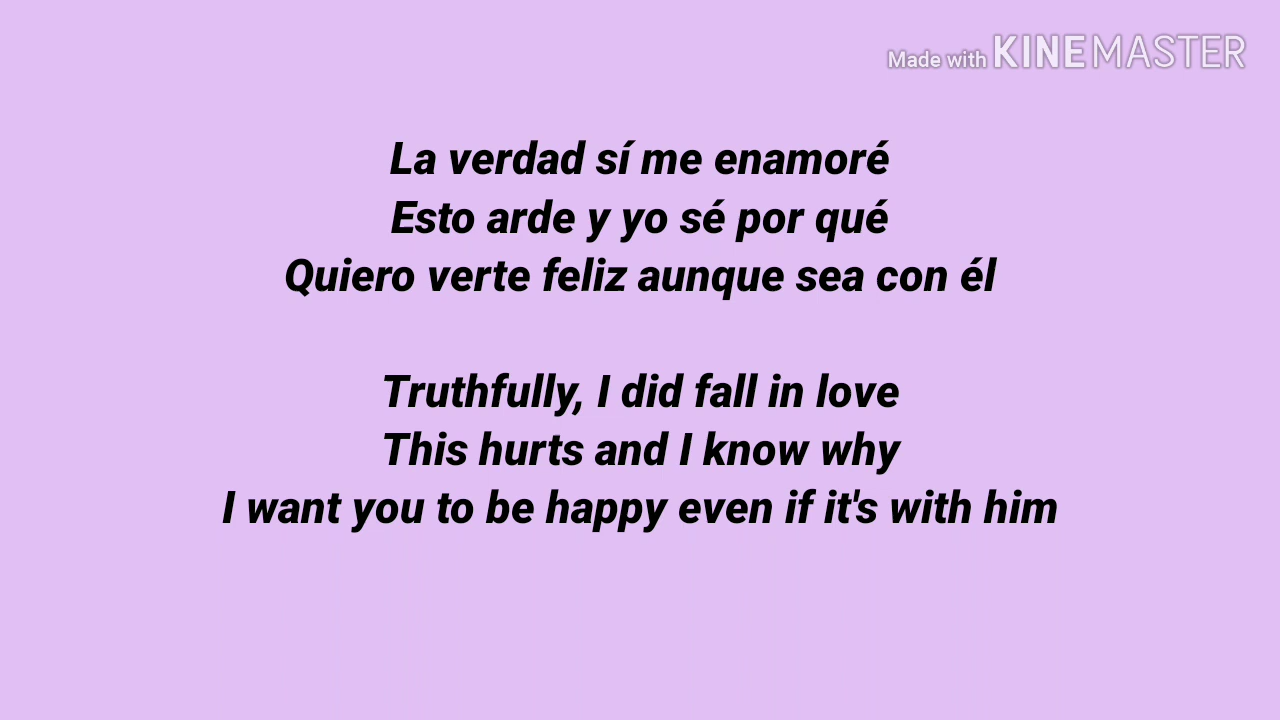 Made with KINEMASTER
La verdad sí me enamoré
Esto arde y yo sé por qué
Quiero verte feliz aunque sea con él
Truthfully, I did fall in love
This hurts and I know why
I want you to be happy even if it's with him